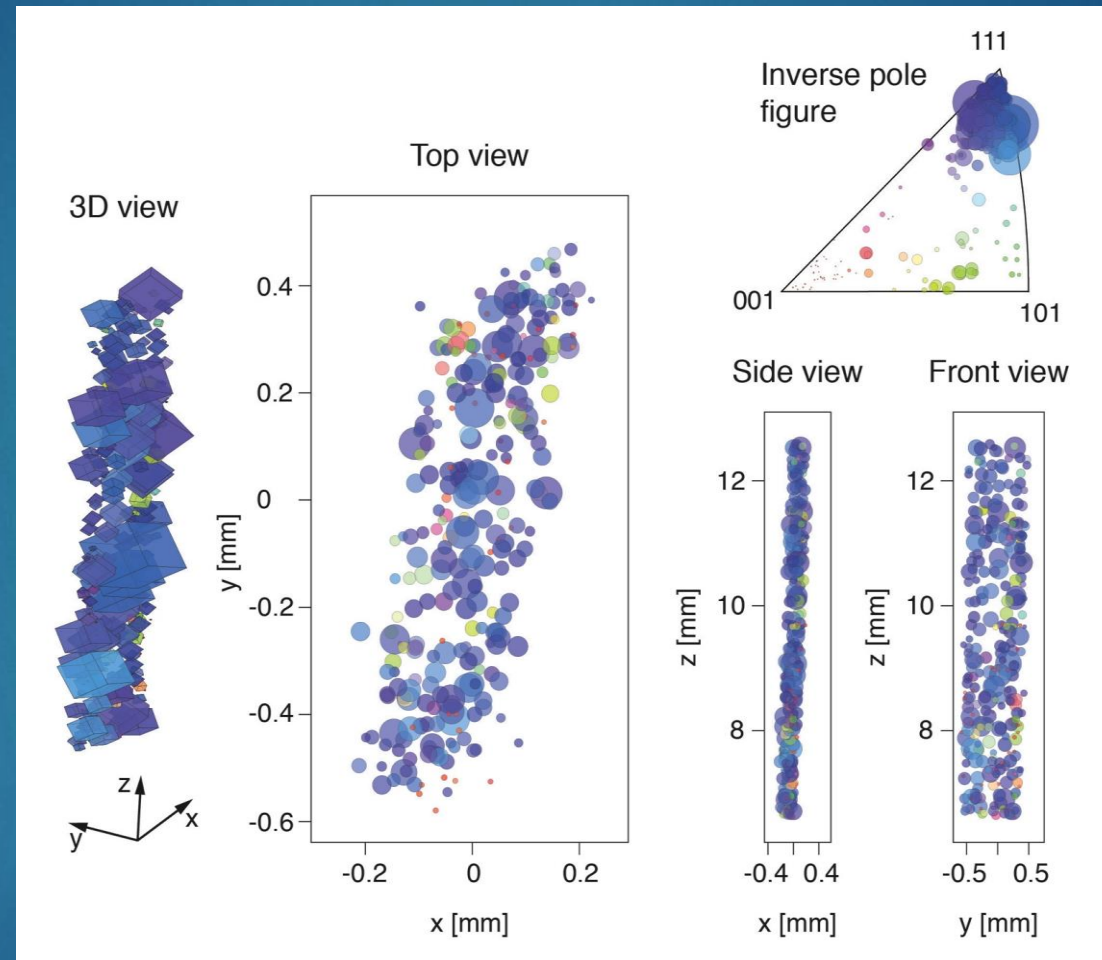 111
Inverse pole
figure
001
101
Top view
3D view
0.4
0.2
0
-0.2
-0.4
-0.6
y [mm]
-0.2
0
0.2
x [mm]
z
x
y
Side view
12
10
8
z [mm]
-0.4
0.4
x [mm]
Front view
12
10
8
z [mm]
-0.5
0.5
y [mm]